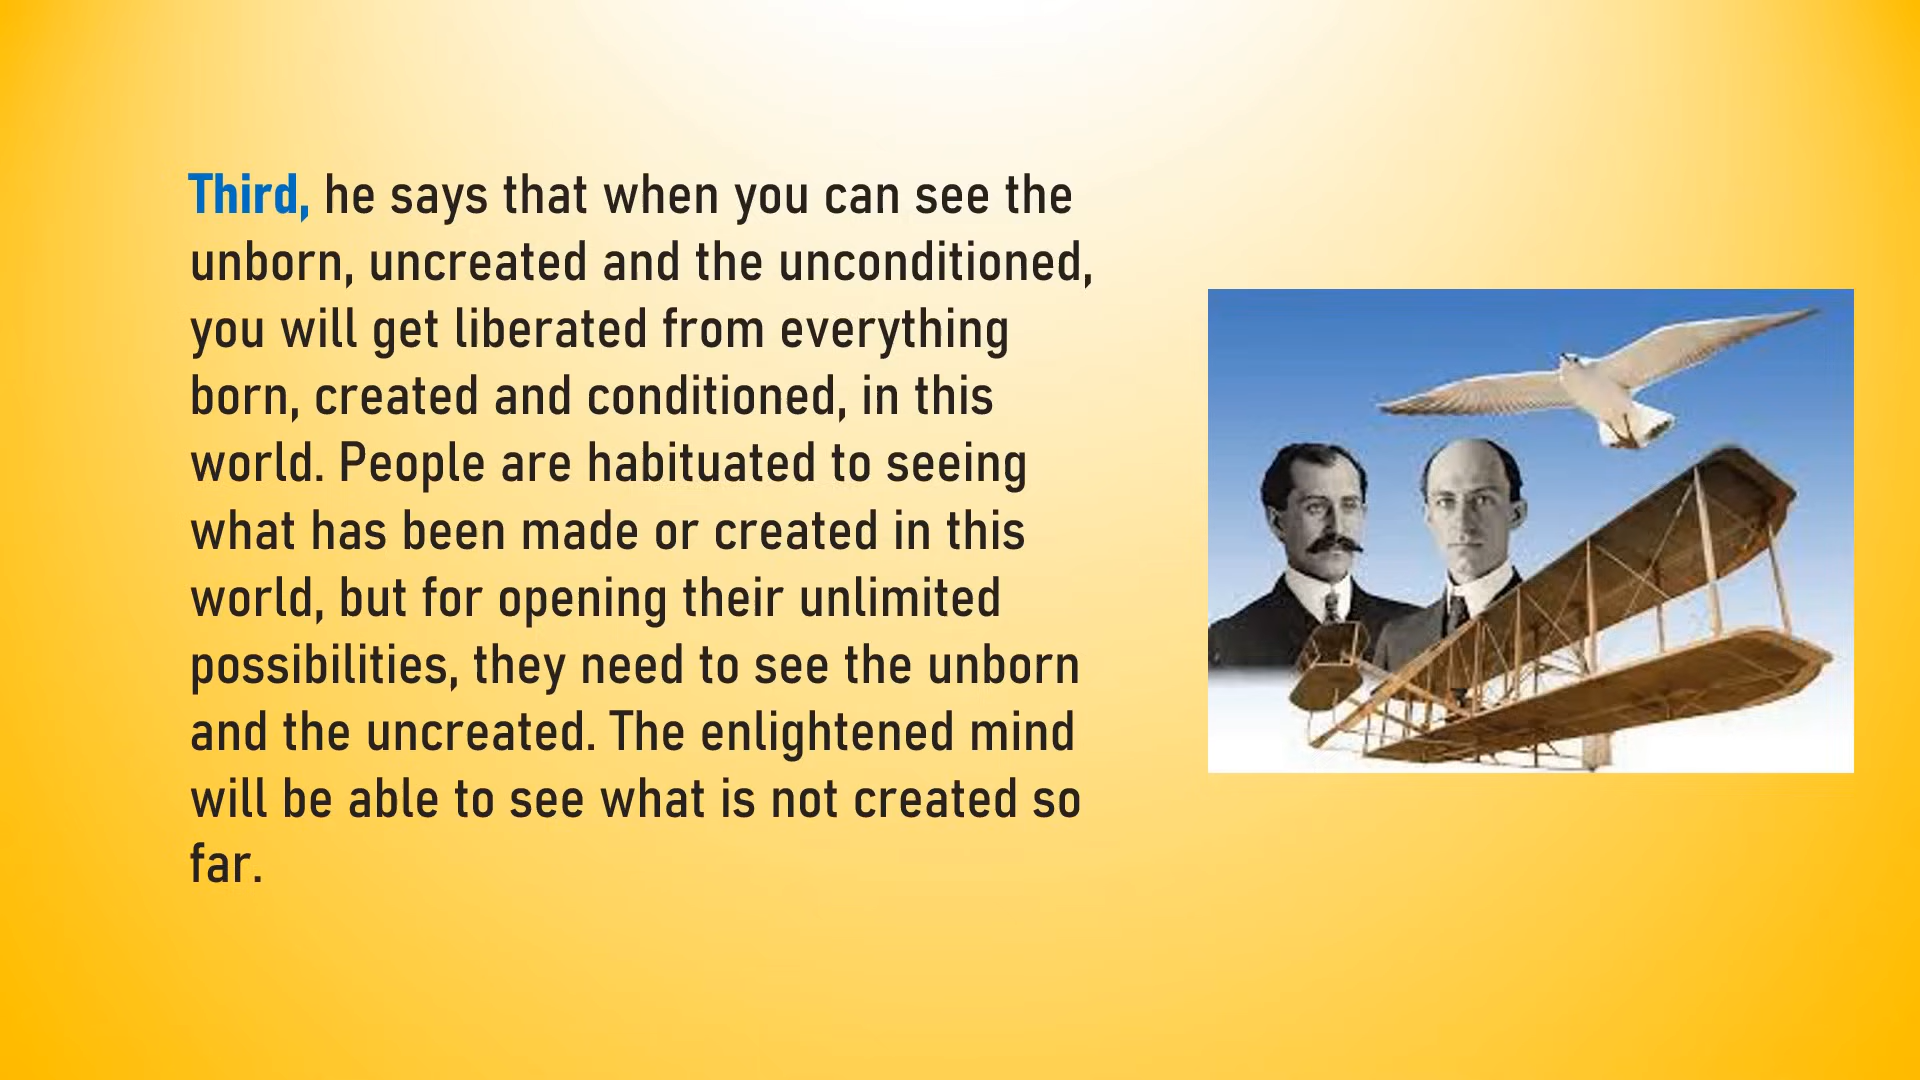 Third, he says that when you can see the
unborn, uncreated and the unconditioned,
you will get liberated from everything
born, created and conditioned, in this
world. People are habituated to seeing
what has been made or created in this
world, but for opening their unlimited
possibilities, they need to see the unborn
and the uncreated. The enlightened mind
will be able to see what is not created so
far.